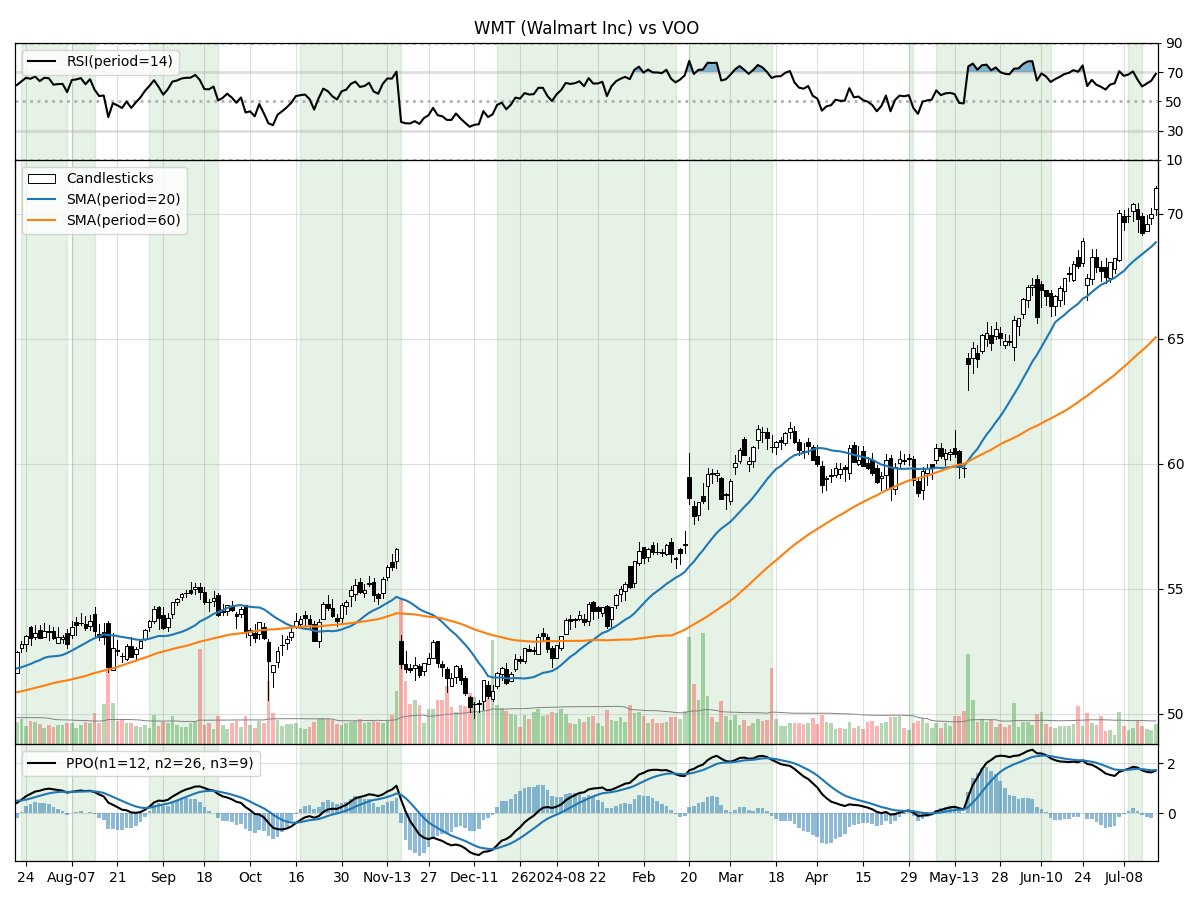 WMT (Walmart Inc) vs VOO
RSI(period=14)
90
70
50
30
10
Candlesticks
SMA(period=20)
SMA(period=60)
70
65
60
55
50
PPO(n1=12, n2=26, n3=9)
2
0
24 Aug-07 21 Sep 18 Oct 16 30 Nov-13 27 Dec-11 26 2024-08 22 Feb 20 Mar 18 Apr 15 29 May-13 28 Jun-10 24 Jul-08